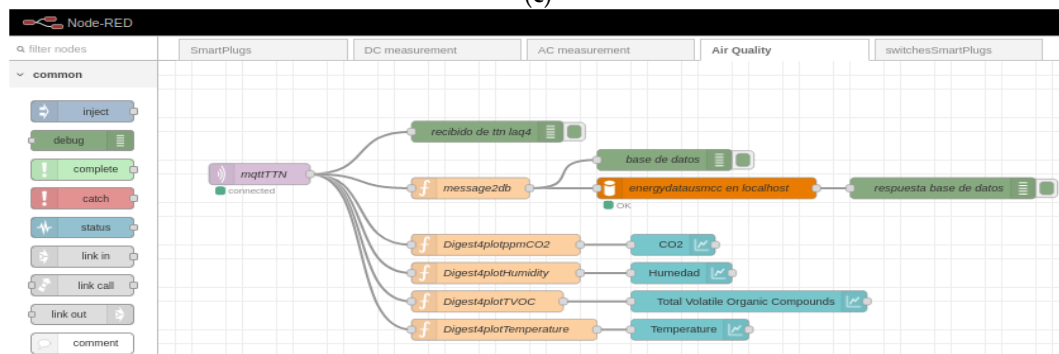 (c)
Node-RED
filter nodes
SmartPlugs
DC measurement
AC measurement
Air Quality
switchesSmartPlugs
common
inject
debug
complete
catch
status
link in
link call
link out
comment
mqttTTN
connected
recibido de ttn laq4
message2db
base de datos
energydatausmcc en localhost
OK
respuesta base de datos
Digest4plotppmCO2
CO2
Digest4plotHumidity
Humedad
Digest4plotTVOC
Total Volatile Organic Compounds
Digest4plotTemperature
Temperature